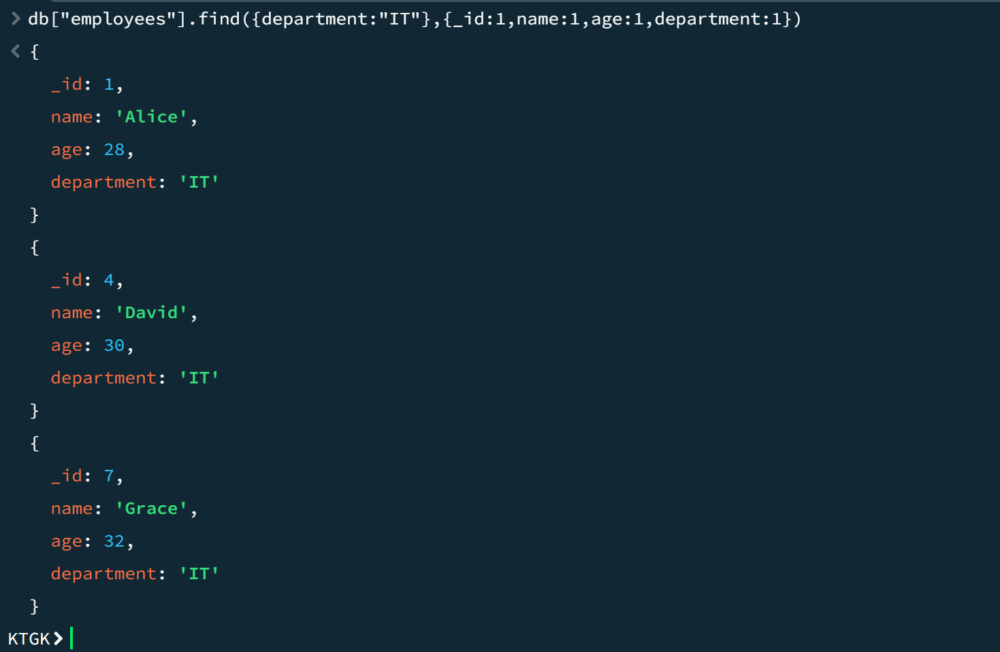 > db["employees"].find({department:"IT"},{_id:1,name:1,age:1,department:1})
< {
_id: 1,
name: 'Alice',
age: 28,
department: 'IT'
}
{
_id: 4,
name: 'David',
age: 30,
department: 'IT'
}
{
_id: 7,
name: 'Grace',
age: 32,
department: 'IT'
}
KTGK>